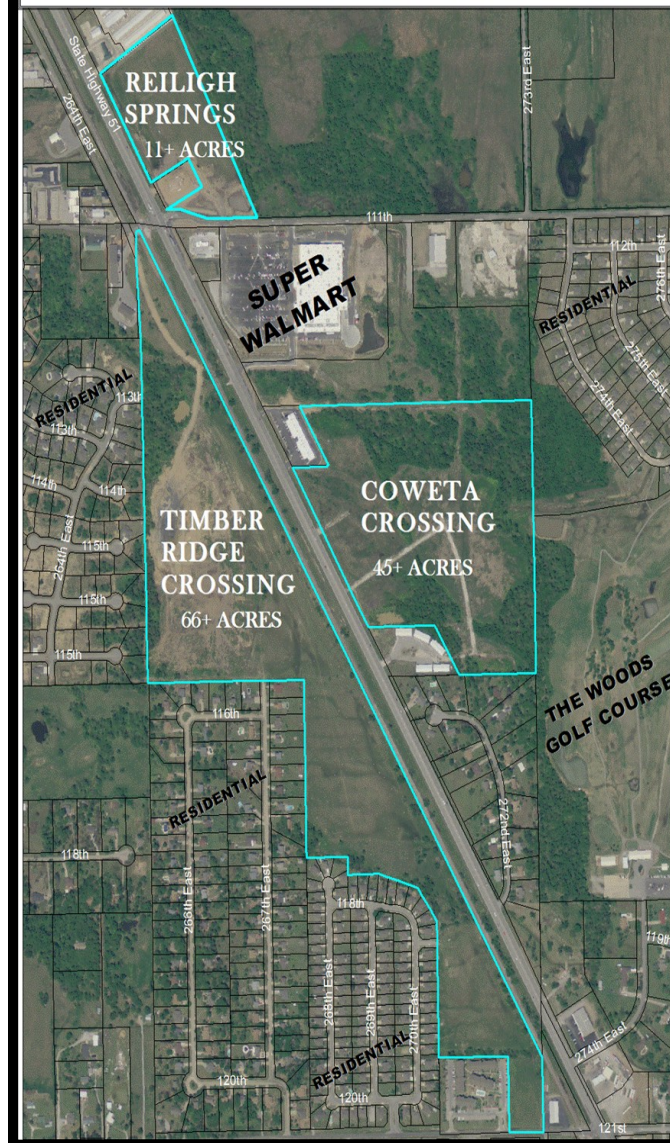 State Highway 51
264th East
REILIGH
SPRINGS
11+ ACRES
273rd East
111th
SUPER
WALMART
112th
276th East
RESIDENTIAL
275th East
274th East
RESIDENTIAL
113th
113th
114th
114th
264th East
115th
115th
115th
TIMBER
RIDGE
CROSSING
66+ ACRES
COWETA
CROSSING
45+ ACRES
THE WOODS
GOLF COURSE
116th
RESIDENTIAL
266th East
267th East
118th
272nd East
118th
268th East
269th East
270th East
RESIDENTIAL
120th
120th
119th
274th East
121st